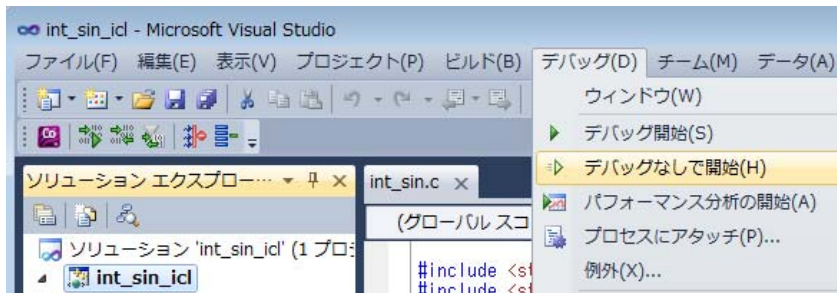 int_sin_icl - Microsoft Visual Studio
ファイル(F) 編集(E) 表示(V) プロジェクト(P) ビルド(B) デバッグ(D) チーム(M) データ(A)
ウィンドウ(W)
デバッグ開始(S)
デバッグなしで開始(H)
パフォーマンス分析の開始(A)
プロセスにアタッチ(P)...
例外(X)...
ソリューション エクスプロー…
ソリューション 'int_sin_icl' (1 プロ
int_sin_icl
int_sin.c
(グローバル スコ
#include <st
#include <st